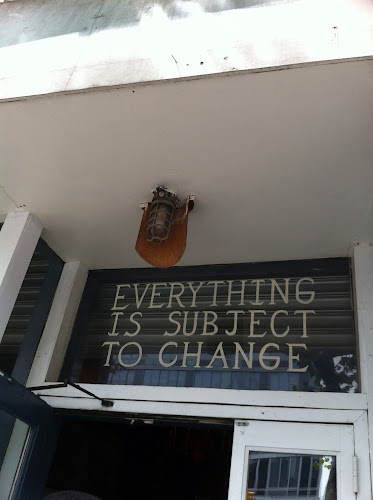 EVERYTHING
IS SUBJECT
TO CHANGE